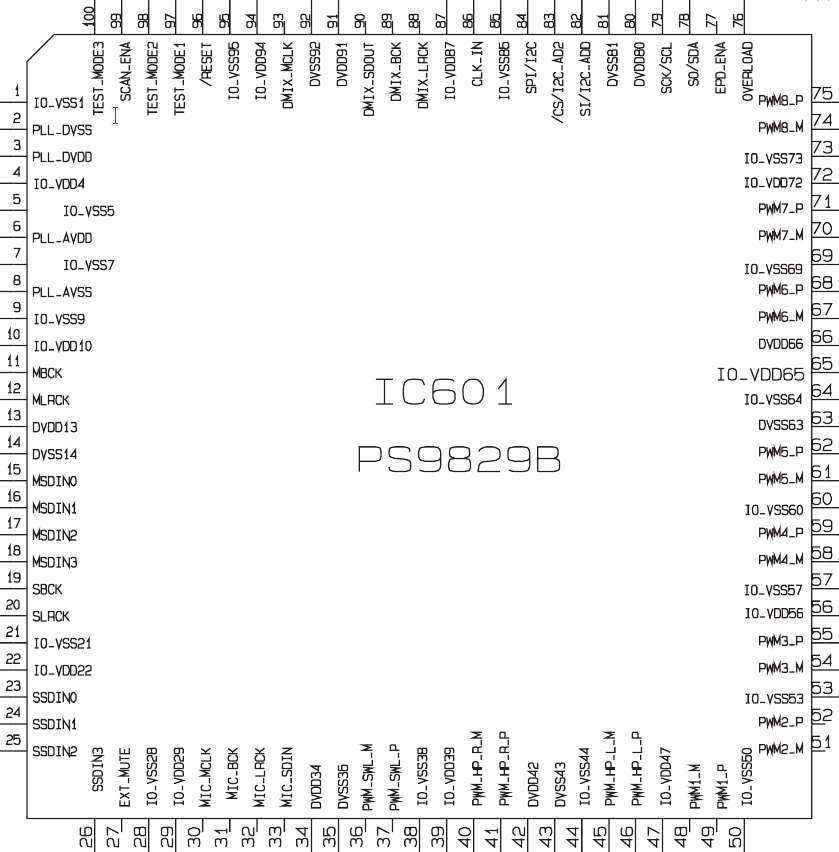 100 99 98 97 96 95 94 93 92 91 90 89 88 87 86 85 84 83 82 81 80 79 78 77 76
TEST_MODE3
SCAN_ENA
TEST_MODE2
TEST_MODE1
/RESET
IO_VSS95
IO_VDD94
DMIX_MCLK
DVSS92
DVDD91
DMIX_SDOUT
DMIX_BCK
DMIX_LRCK
IO_VDD87
CLK_IN
IO_VSS85
SPI/I2C
/CS/I2C_AD2
SI/I2C_AD0
DVSS81
DVDD80
SCK/SCL
SO/SDA
EPD_ENA
OVERLOAD
1 IO_VSS1
2 PLL_DVSS
3 PLL_DVDD
4 IO_VDD4
5 IO_VSS5
6 PLL_AVDD
7 IO_VSS7
8 PLL_AVSS
9 IO_VSS9
10 IO_VDD10
11 MBCK
12 MLRCK
13 DVDD13
14 DVSS14
15 MSDIN0
16 MSDIN1
17 MSDIN2
18 MSDIN3
19 SBCK
20 SLRCK
21 IO_VSS21
22 IO_VDD22
23 SSDIN0
24 SSDIN1
25 SSDIN2
IC601
PS9829B
PWM8_P 75
PWM8_M 74
IO_VSS73 73
IO_VDD72 72
PWM7_P 71
PWM7_M 70
IO_VSS69 69
PWM6_P 68
PWM6_M 67
DVDD66 66
IO_VDD65 65
IO_VSS64 64
DVSS63 63
PWM5_P 62
PWM5_M 61
IO_VSS60 60
PWM4_P 59
PWM4_M 58
IO_VSS57 57
IO_VDD56 56
PWM3_P 55
PWM3_M 54
IO_VSS53 53
PWM2_P 52
PWM2_M 51
SSDIN3
EXT_MUTE
IO_VSS28
IO_VDD29
MIC_MCLK
MIC_BCK
MIC_LRCK
MIC_SDIN
DVDD34
DVSS35
PWM_SWL_M
PWM_SWL_P
IO_VSS38
IO_VDD39
PWM_HP_R_M
PWM_HP_R_P
DVDD42
DVSS43
IO_VSS44
PWM_HP_L_M
PWM_HP_L_P
IO_VDD47
PWM1_M
PWM1_P
IO_VSS50
26 27 28 29 30 31 32 33 34 35 36 37 38 39 40 41 42 43 44 45 46 47 48 49 50